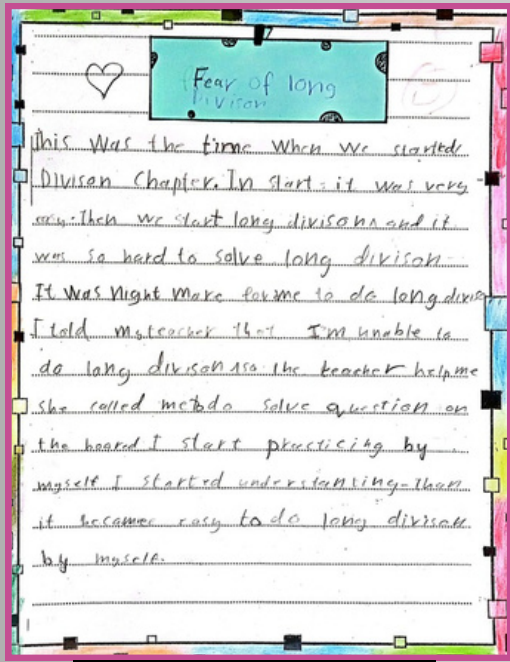 Fear of long
Divison
This was the time when we started
Divison Chapter. In start it was very
easy. Then we start long divison and it
was so hard to solve long divison
It was night mare for me to do long divison
I told my teacher that I'm unable to
do long divison so the teacher help me
she called me to do solve question on
the board I start practicing by
myself I started understanting. Than
it became easy to do long divison
by myself.